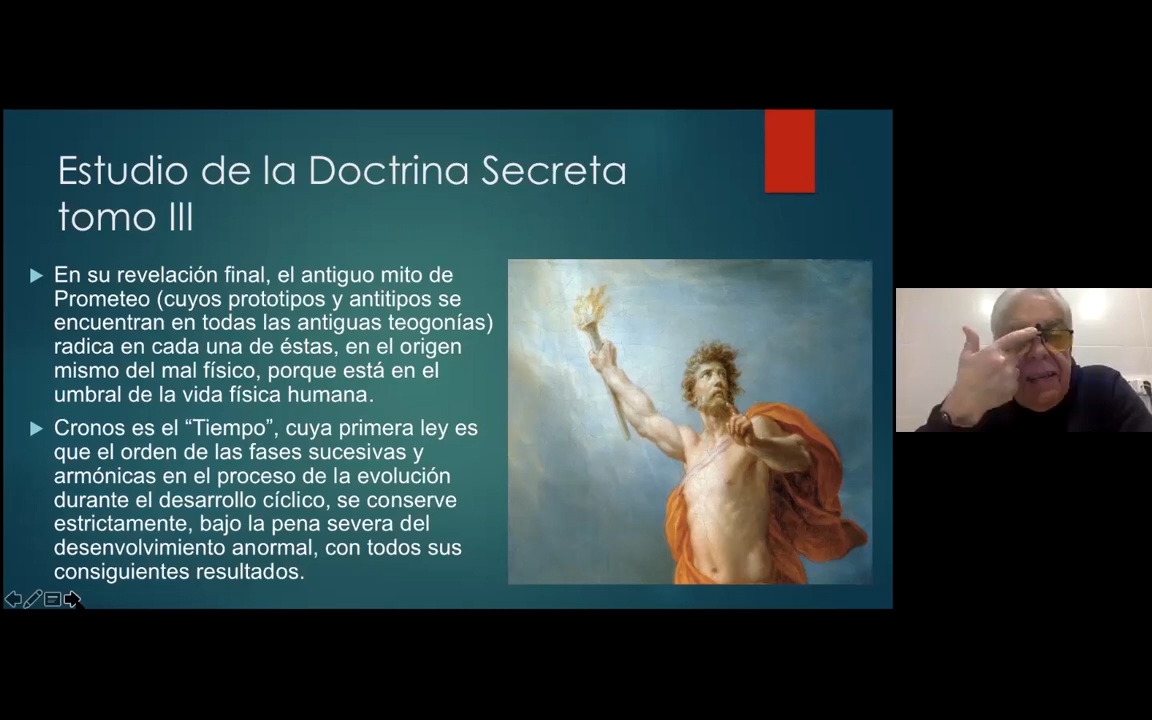 Estudio de la Doctrina Secreta
tomo III
En su revelación final, el antiguo mito de
Prometeo (cuyos prototipos y antitipos se
encuentran en todas las antiguas teogonías)
radica en cada una de éstas, en el origen
mismo del mal físico, porque está en el
umbral de la vida física humana.
Cronos es el “Tiempo”, cuya primera ley es
que el orden de las fases sucesivas y
armónicas en el proceso de la evolución
durante el desarrollo cíclico, se conserve
estrictamente, bajo la pena severa del
desenvolvimiento anormal, con todos sus
consiguientes resultados.